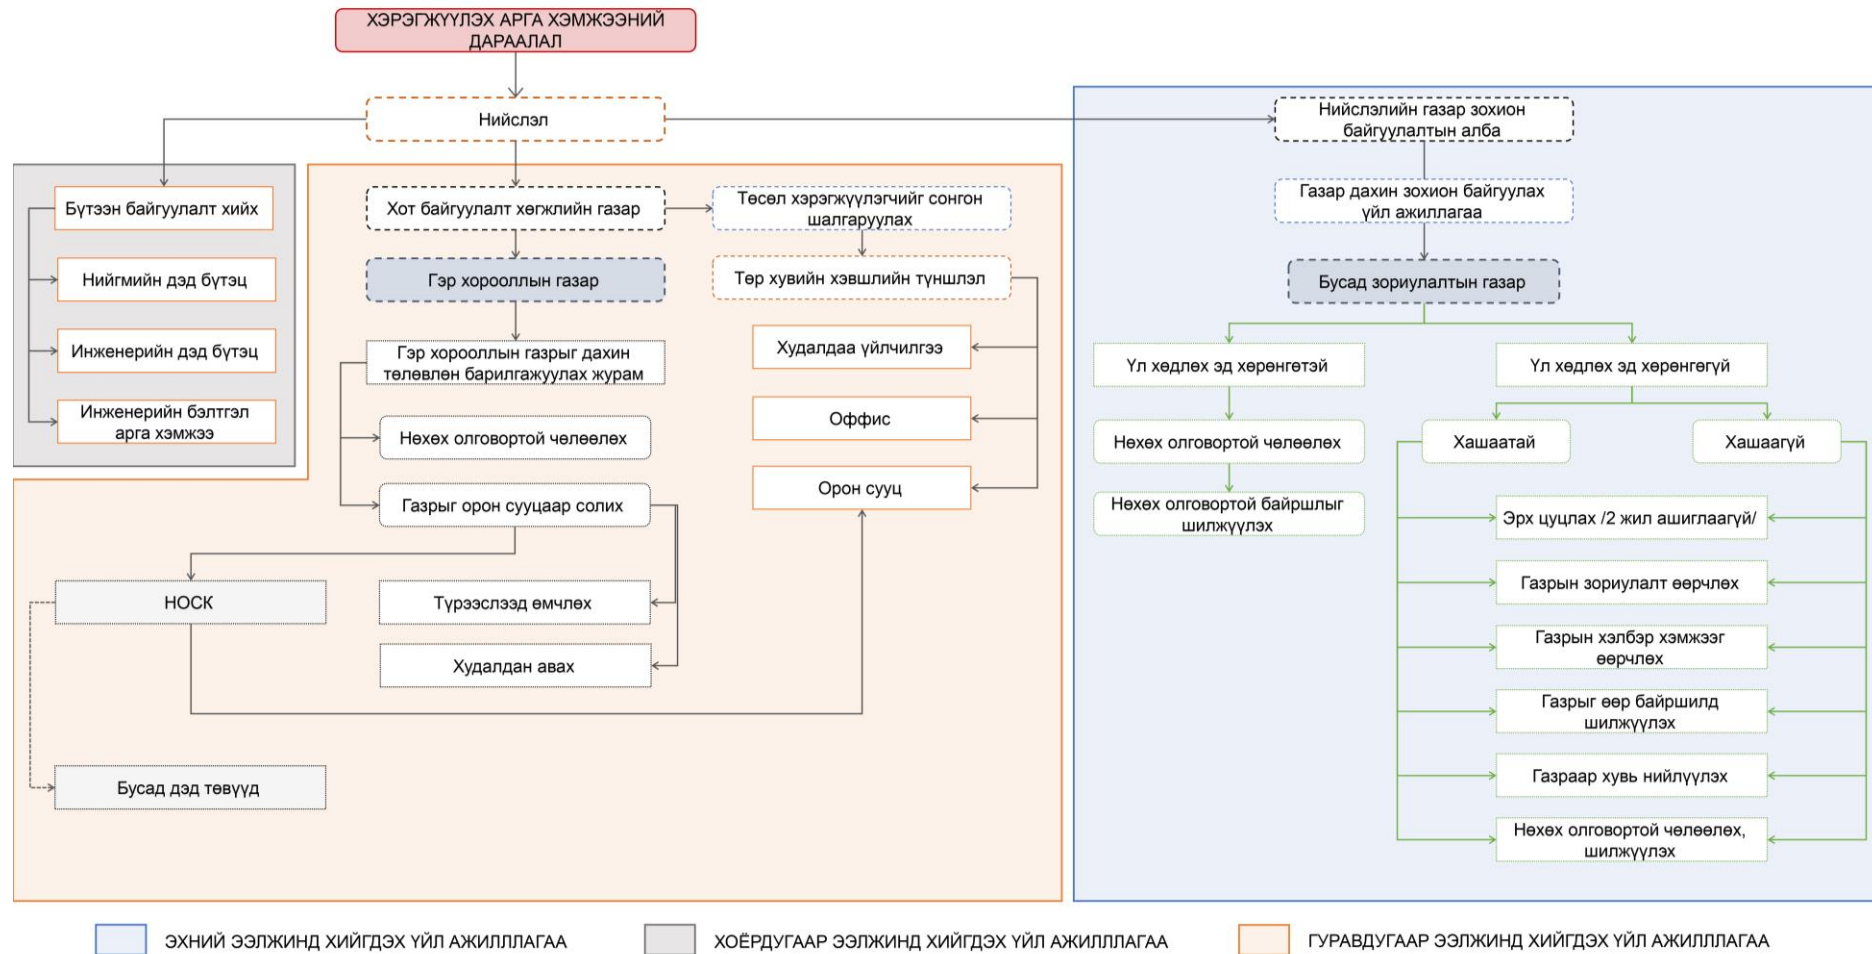 ХЭРЭГЖҮҮЛЭХ АРГА ХЭМЖЭЭНИЙ
ДАРААЛАЛ
Нийслэл
Бүтээн байгуулалт хийх
Нийгмийн дэд бүтэц
Инженерийн дэд бүтэц
Инженерийн бэлтгэл
арга хэмжээ
Хот байгуулалт хөгжлийн газар
Гэр хорооллын газар
Гэр хорооллын газрыг дахин
төлөвлөн барилгажуулах журам
Нөхөх олговортой чөлөөлөх
Газрыг орон сууцаар солих
НОСК
Түрээслээд өмчлөх
Худалдан авах
Бусад дэд төвүүд
Төсөл хэрэгжүүлэгчийг сонгон
шалгаруулах
Төр хувийн хэвшлийн түншлэл
Худалдаа үйлчилгээ
Оффис
Орон сууц
Нийслэлийн газар зохион
байгуулалтын алба
Газар дахин зохион байгуулах
үйл ажиллагаа
Бусад зориулалтын газар
Үл хөдлөх эд хөрөнгөтэй
Нөхөх олговортой чөлөөлөх
Нөхөх олговортой байршлыг
шилжүүлэх
Үл хөдлөх эд хөрөнгөгүй
Хашаатай
Хашаагүй
Эрх цуцлах /2 жил ашиглаагүй/
Газрын зориулалт өөрчлөх
Газрын хэлбэр хэмжээг
өөрчлөх
Газрыг өөр байршилд
шилжүүлэх
Газраар хувь нийлүүлэх
Нөхөх олговортой чөлөөлөх,
шилжүүлэх
ЭХНИЙ ЭЭЛЖИНД ХИЙГДЭХ ҮЙЛ АЖИЛЛЛАГАА
ХОЁРДУГААР ЭЭЛЖИНД ХИЙГДЭХ ҮЙЛ АЖИЛЛЛАГАА
ГУРАВДУГААР ЭЭЛЖИНД ХИЙГДЭХ ҮЙЛ АЖИЛЛЛАГАА